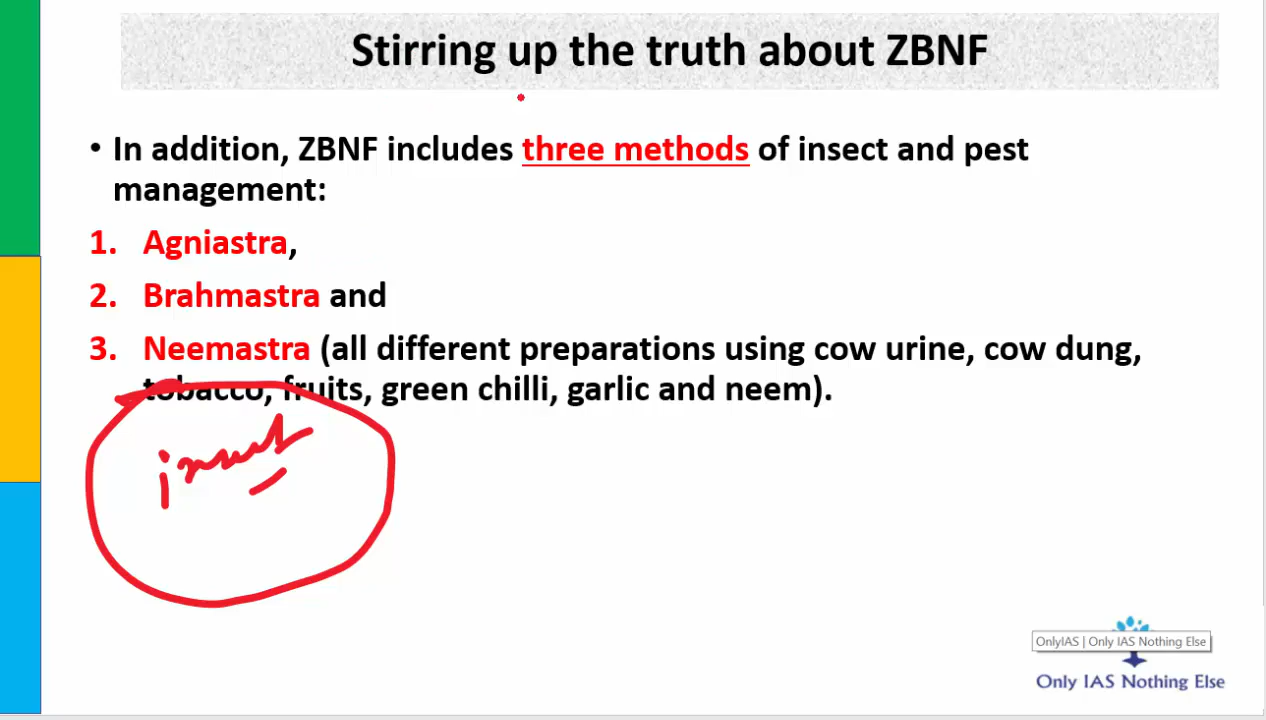 Stirring up the truth about ZBNF
• In addition, ZBNF includes three methods of insect and pest
management:
1. Agniastra,
2. Brahmastra and
3. Neemastra (all different preparations using cow urine, cow dung,
tobacco, fruits, green chilli, garlic and neem).
insect
OnlyIAS | Only IAS Nothing Else
Only IAS Nothing Else